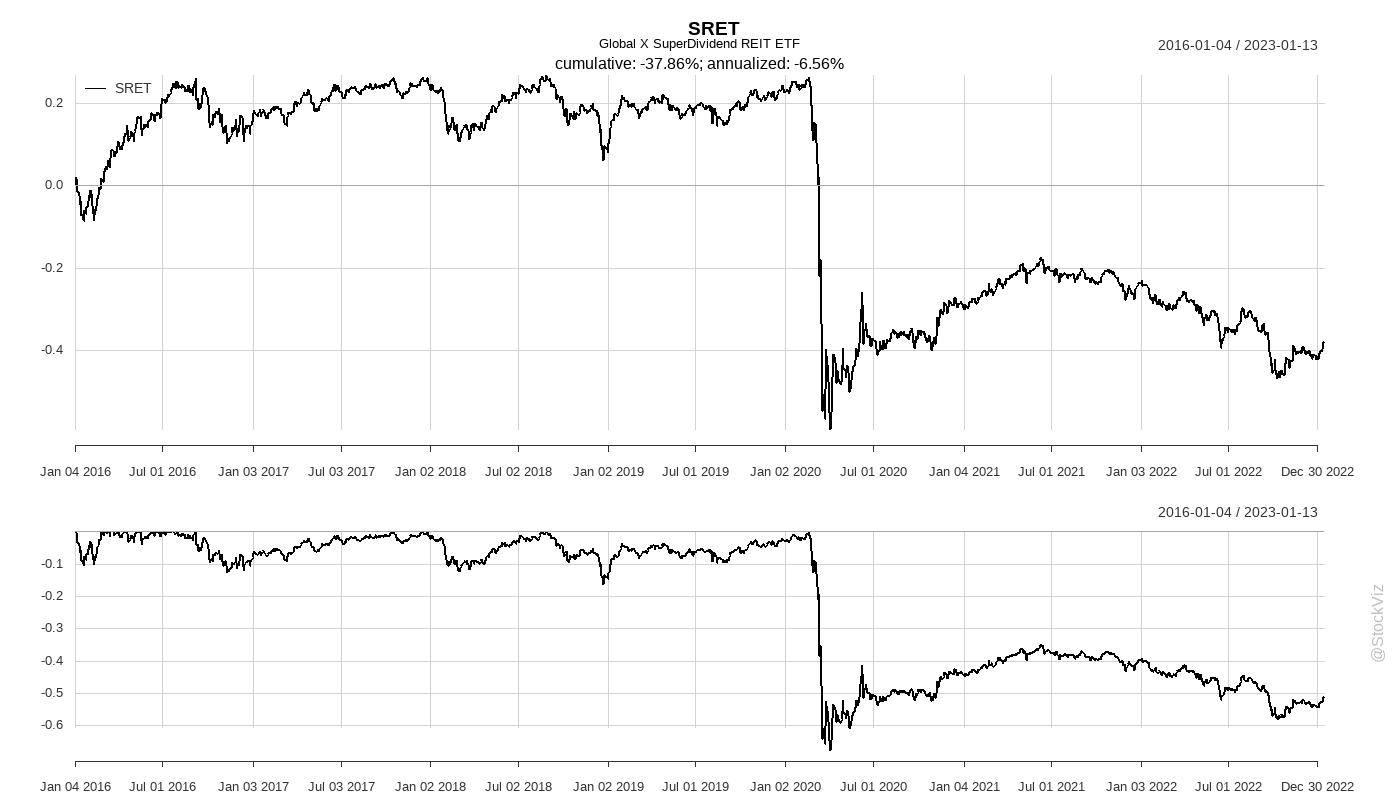 SRET
Global X SuperDividend REIT ETF
2016-01-04 / 2023-01-13
cumulative: -37.86%; annualized: -6.56%
SRET
0.2
0.0
-0.2
-0.4
Jan 04 2016 Jul 01 2016 Jan 03 2017 Jul 03 2017 Jan 02 2018 Jul 02 2018 Jan 02 2019 Jul 01 2019 Jan 02 2020 Jul 01 2020 Jan 04 2021 Jul 01 2021 Jan 03 2022 Jul 01 2022 Dec 30 2022
2016-01-04 / 2023-01-13
-0.1
-0.2
-0.3
-0.4
-0.5
-0.6
Jan 04 2016 Jul 01 2016 Jan 03 2017 Jul 03 2017 Jan 02 2018 Jul 02 2018 Jan 02 2019 Jul 01 2019 Jan 02 2020 Jul 01 2020 Jan 04 2021 Jul 01 2021 Jan 03 2022 Jul 01 2022 Dec 30 2022
@StockViz